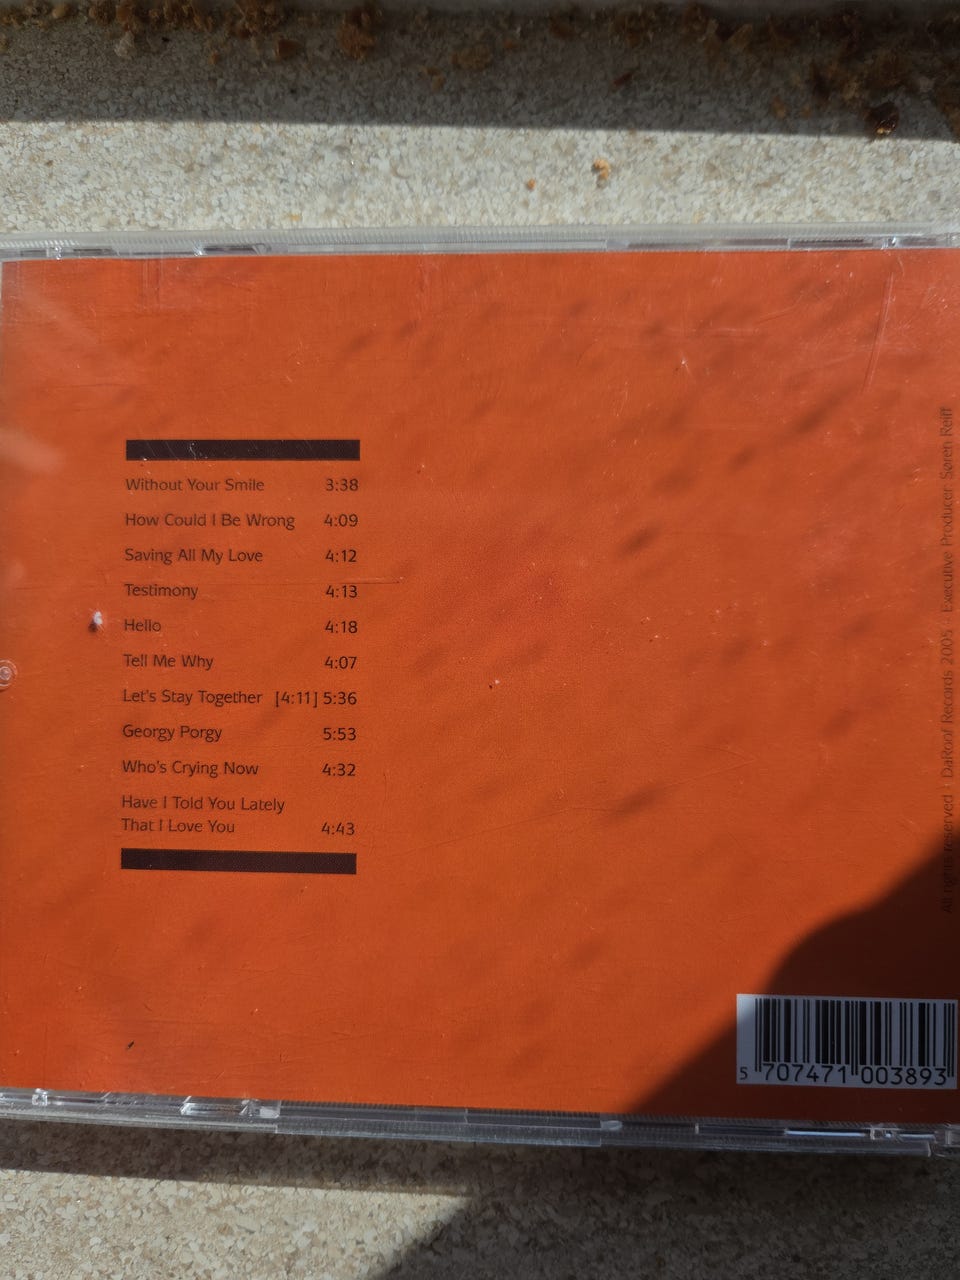 Without Your Smile 3:38
How Could I Be Wrong 4:09
Saving All My Love 4:12
Testimony 4:13
Hello 4:18
Tell Me Why 4:07
Let's Stay Together [4:11] 5:36
Georgy Porgy 5:53
Who's Crying Now 4:32
Have I Told You Lately
That I Love You 4:43
All rights reserved · DaRoof Records 2005 · Executive Producer: Søren Reiff
5 707471 003893